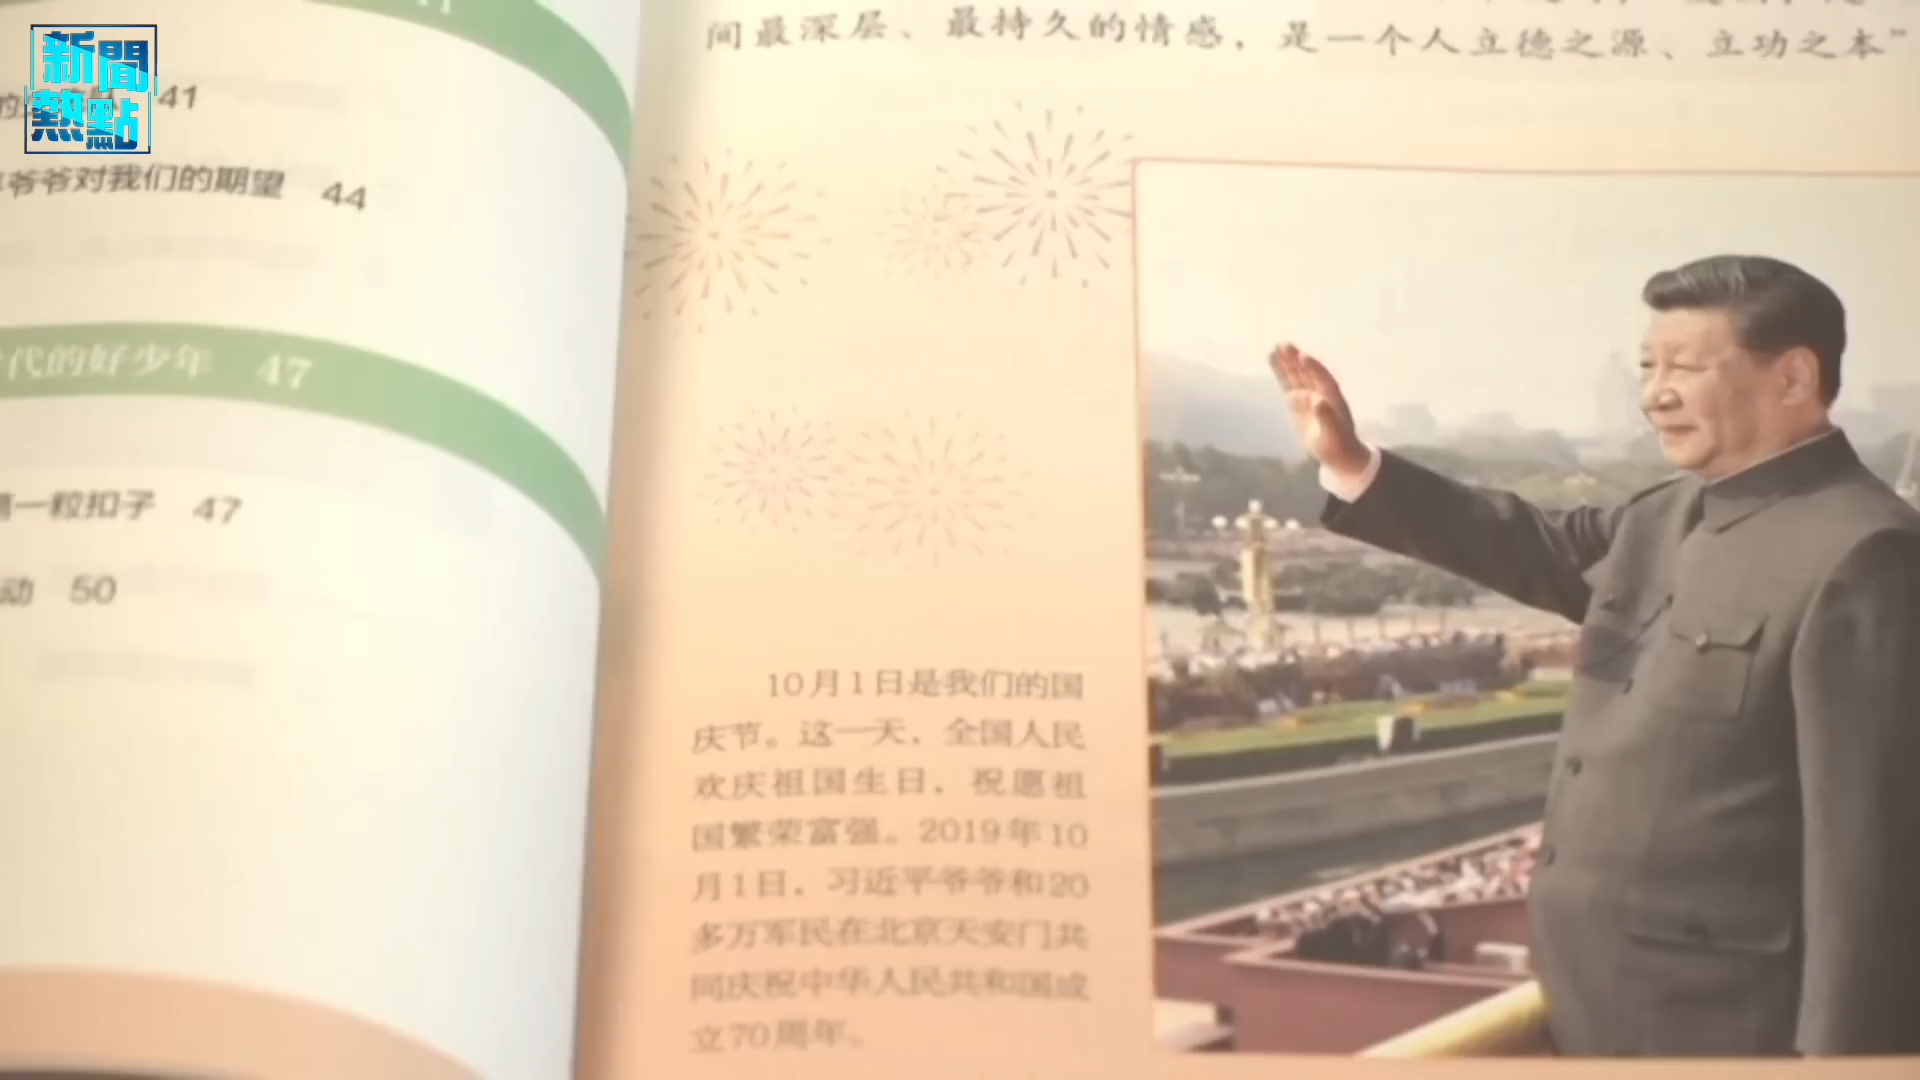 新聞
熱點
41
爷爷对我们的期望 44
代的好少年 47
第一粒扣子 47
动 50
间最深层、最持久的情感，是一个人立德之源、立功之本”
10月1日是我们的国
庆节。这一天，全国人民
欢庆祖国生日，祝愿祖
国繁荣富强。2019年10
月1日，习近平爷爷和20
多万军民在北京天安门共
同庆祝中华人民共和国成
立70周年。